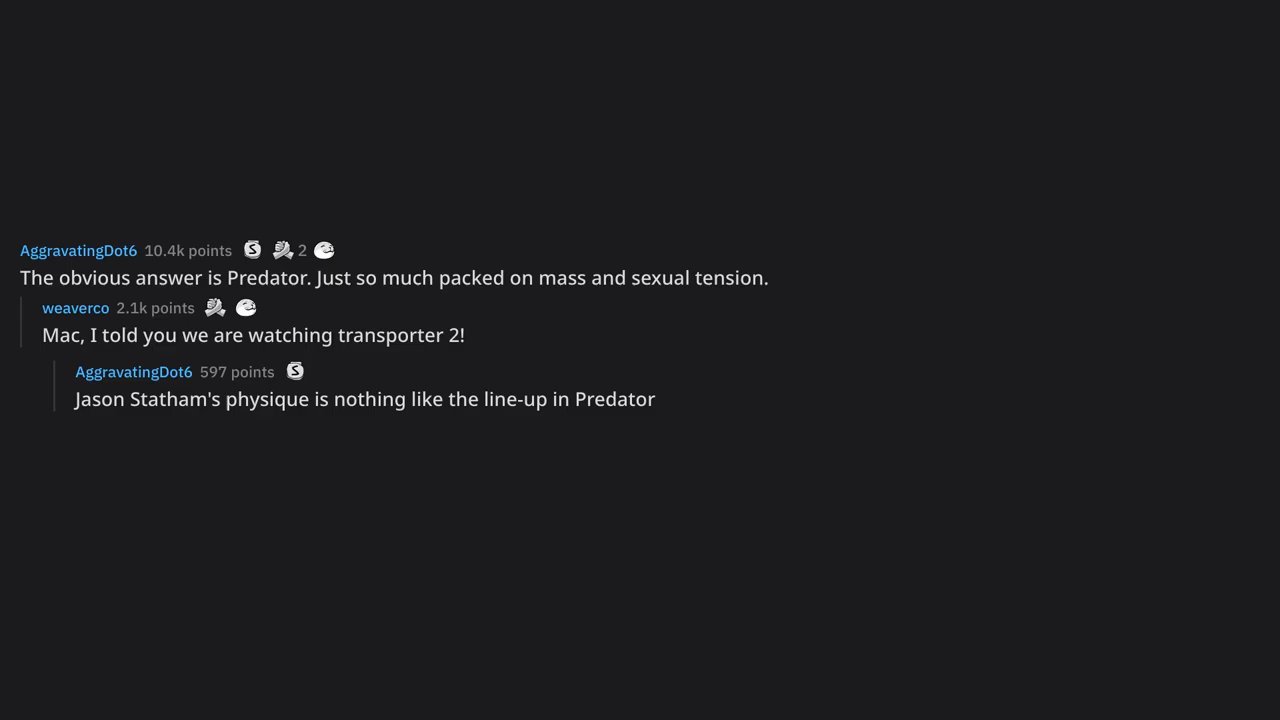 AggravatingDot6 10.4k points S 2
The obvious answer is Predator. Just so much packed on mass and sexual tension.
weaverco 2.1k points
Mac, I told you we are watching transporter 2!
AggravatingDot6 597 points S
Jason Statham's physique is nothing like the line-up in Predator